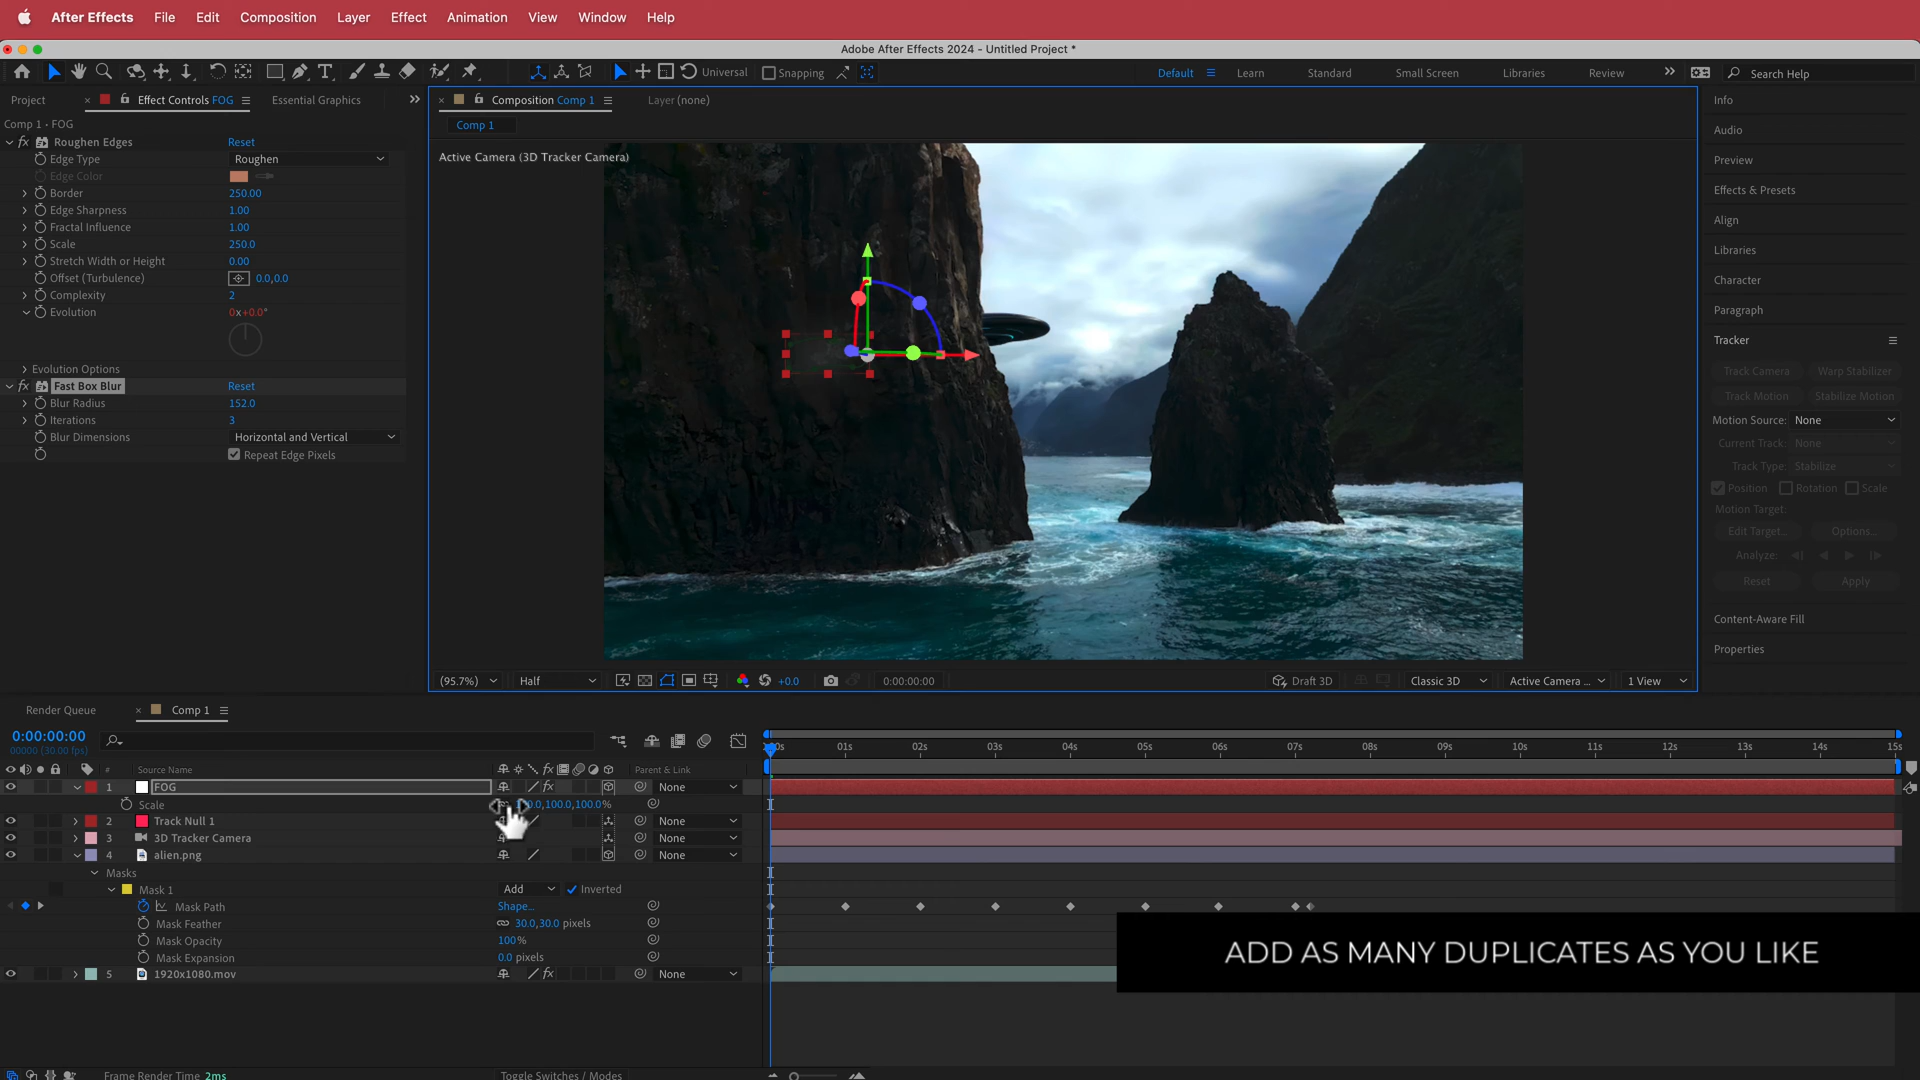 After Effects File Edit Composition Layer Effect Animation View Window Help
Adobe After Effects 2024 - Untitled Project *
Universal Snapping Default Learn Standard Small Screen Libraries Review Search Help
Project Effect Controls FOG Essential Graphics
Composition Comp 1 Layer (none)
Comp 1 • FOG
Comp 1
Active Camera (3D Tracker Camera)
fx Roughen Edges Reset
Edge Type Roughen
Edge Color
Border 250.00
Edge Sharpness 1.00
Fractal Influence 1.00
Scale 250.0
Stretch Width or Height 0.00
Offset (Turbulence) 0.0,0.0
Complexity 2
Evolution 0x+0.0°
Evolution Options
fx Fast Box Blur Reset
Blur Radius 152.0
Iterations 3
Blur Dimensions Horizontal and Vertical
Repeat Edge Pixels
Info
Audio
Preview
Effects & Presets
Align
Libraries
Character
Paragraph
Tracker
Track Camera Warp Stabilizer
Track Motion Stabilize Motion
Motion Source: None
Current Track: None
Track Type: Stabilize
Position Rotation Scale
Motion Target:
Edit Target... Options...
Analyze:
Reset Apply
Content-Aware Fill
Properties
(95.7%) Half +0.0 0:00:00:00 Draft 3D Classic 3D Active Camera ... 1 View
Render Queue Comp 1
0:00:00:00
00000 (30.00 fps)
01s 02s 03s 04s 05s 06s 07s 08s 09s 10s 11s 12s 13s 14s 15s
# Source Name fx Parent & Link
1 FOG fx None
Scale 100.0,100.0%
2 Track Null 1 None
3 3D Tracker Camera None
4 alien.png None
Masks
Mask 1 Add Inverted
Mask Path Shape...
Mask Feather 30.0,30.0 pixels
Mask Opacity 100%
Mask Expansion 0.0 pixels
5 1920x1080.mov fx None
ADD AS MANY DUPLICATES AS YOU LIKE
Frame Render Time 2ms Toggle Switches / Modes